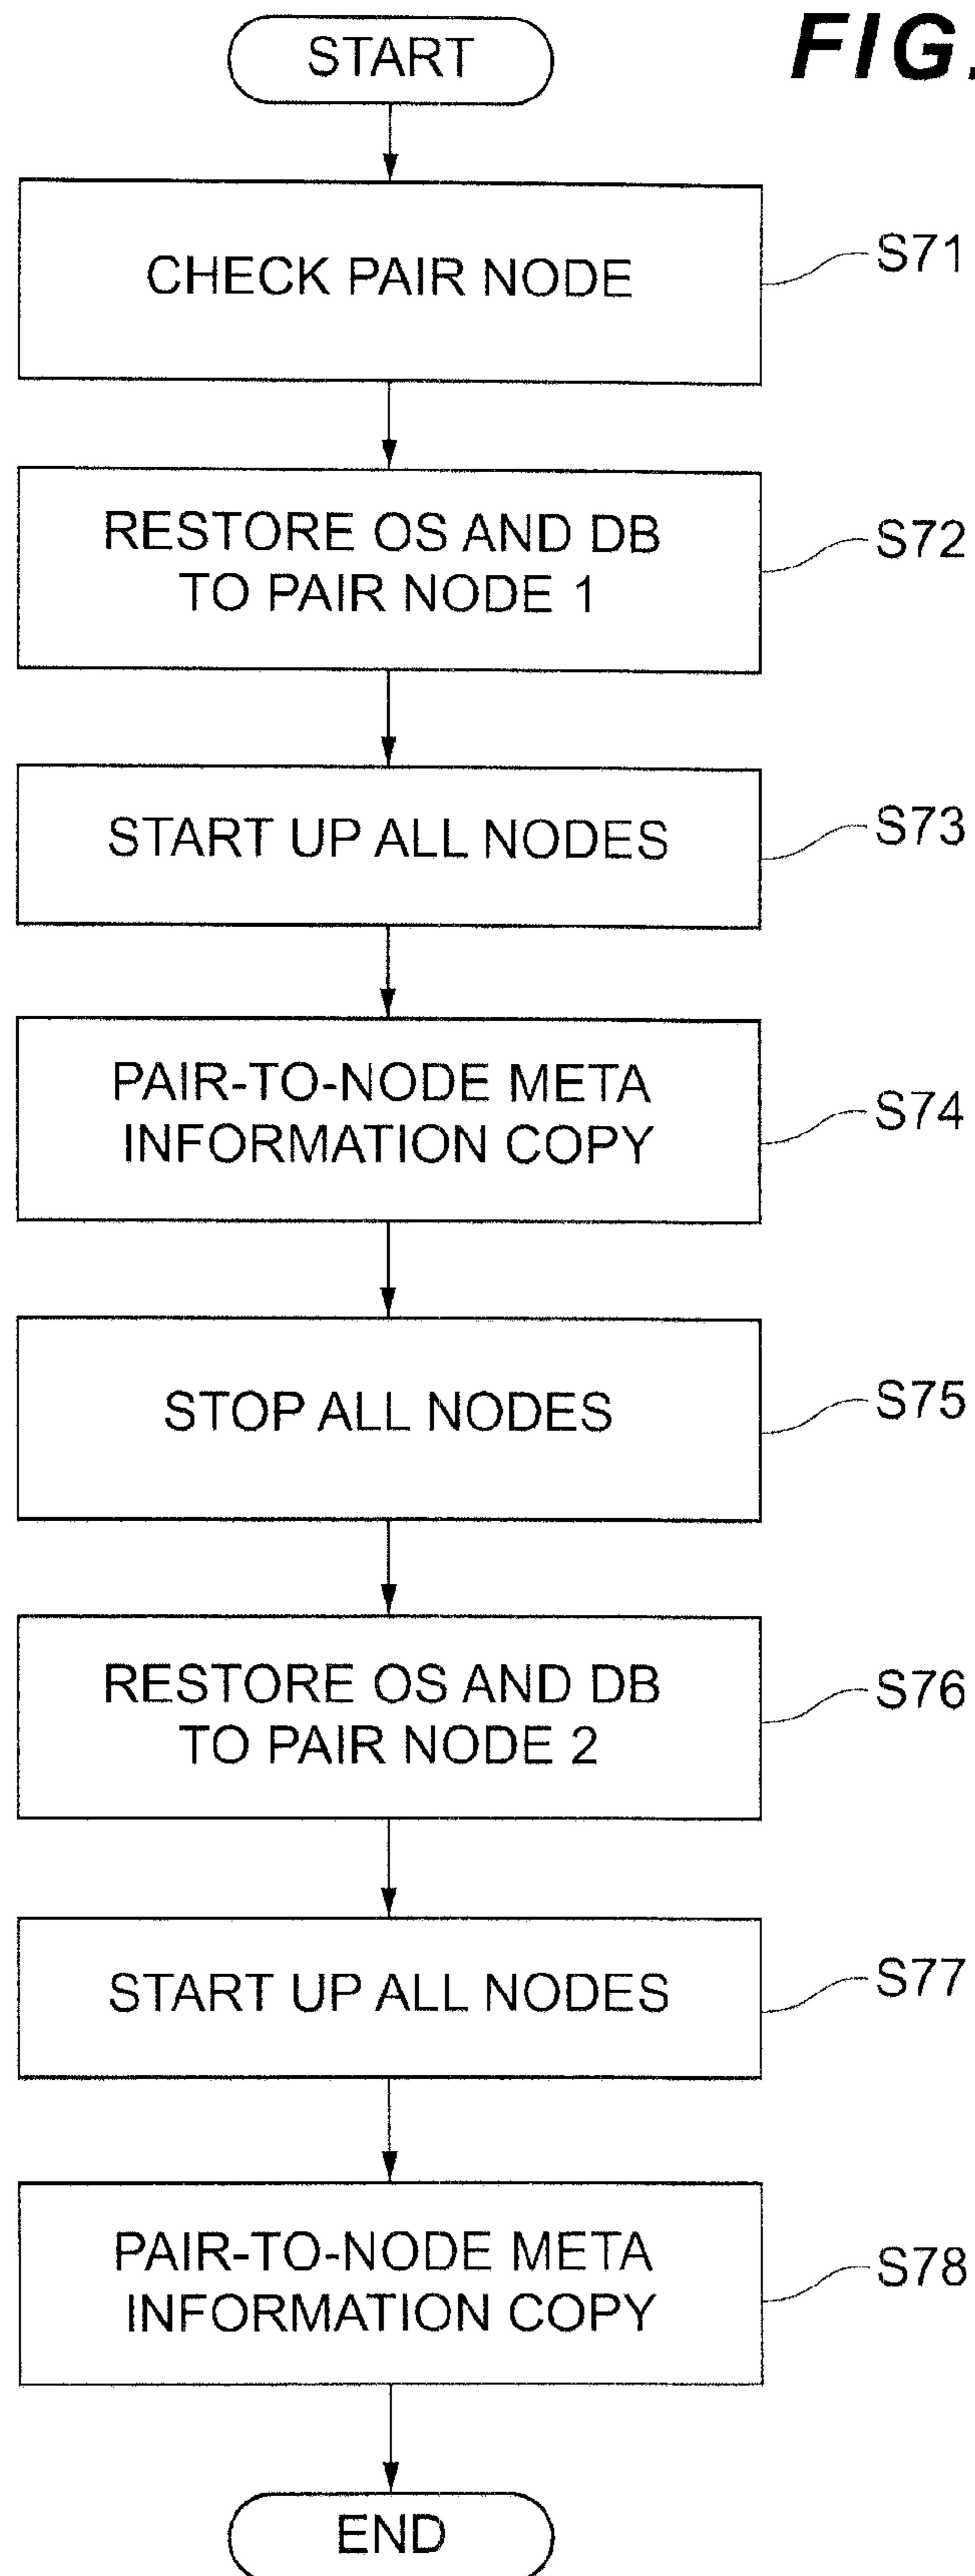 START
FIG.
CHECK PAIR NODE
S71
RESTORE OS AND DB
TO PAIR NODE 1
S72
START UP ALL NODES
S73
PAIR-TO-NODE META
INFORMATION COPY
S74
STOP ALL NODES
S75
RESTORE OS AND DB
TO PAIR NODE 2
S76
START UP ALL NODES
S77
PAIR-TO-NODE META
INFORMATION COPY
S78
END